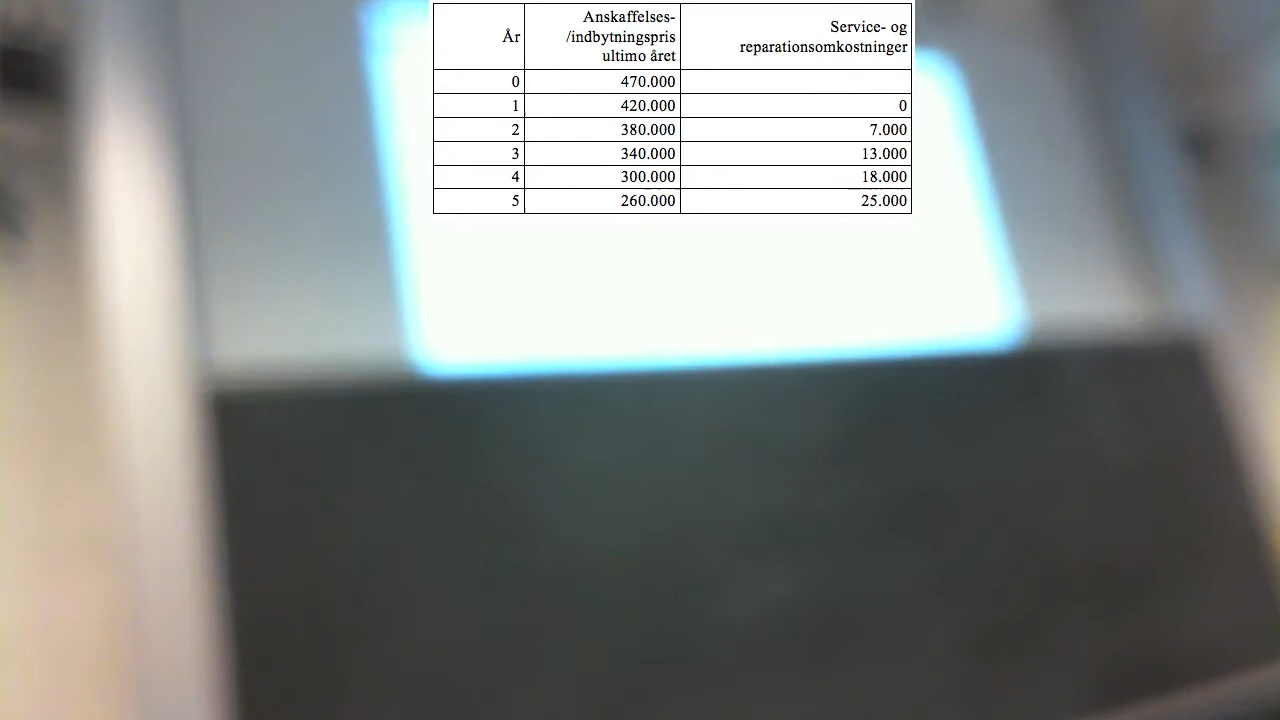 År
Anskaffelses-
/indbytningspris
ultimo året
Service- og
reparationsomkostninger
0 470.000
1 420.000 0
2 380.000 7.000
3 340.000 13.000
4 300.000 18.000
5 260.000 25.000